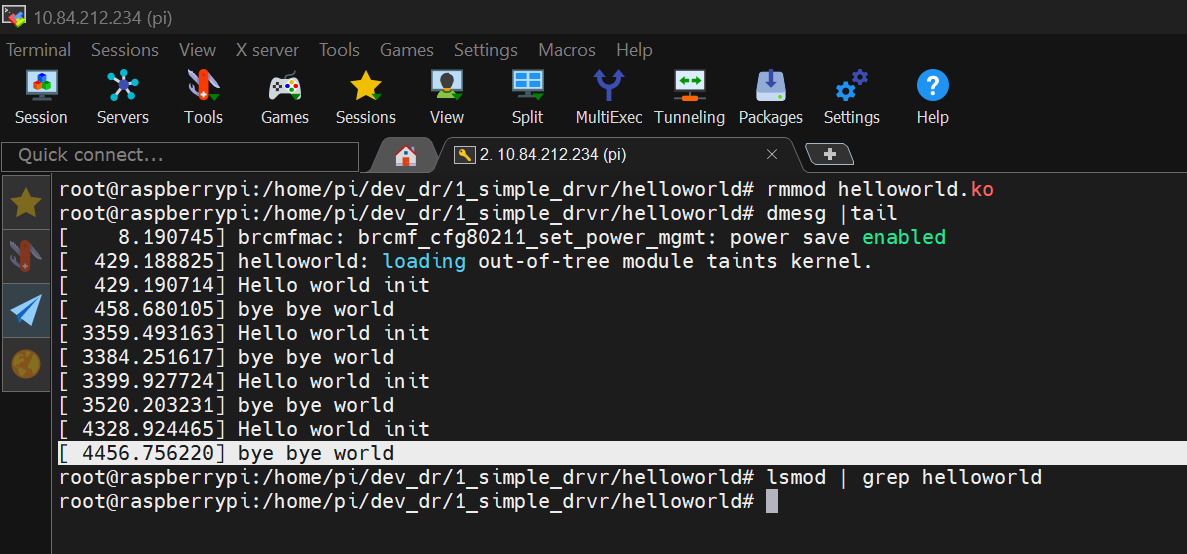 10.84.212.234 (pi)
Terminal Sessions View X server Tools Games Settings Macros Help
Session Servers Tools Games Sessions View Split MultiExec Tunneling Packages Settings Help
Quick connect...
2. 10.84.212.234 (pi)
root@raspberrypi:/home/pi/dev_dr/1_simple_drvr/helloworld# rmmod helloworld.ko
root@raspberrypi:/home/pi/dev_dr/1_simple_drvr/helloworld# dmesg |tail
[    8.190745] brcmfmac: brcmf_cfg80211_set_power_mgmt: power save enabled
[  429.188825] helloworld: loading out-of-tree module taints kernel.
[  429.190714] Hello world init
[  458.680105] bye bye world
[ 3359.493163] Hello world init
[ 3384.251617] bye bye world
[ 3399.927724] Hello world init
[ 3520.203231] bye bye world
[ 4328.924465] Hello world init
[ 4456.756220] bye bye world
root@raspberrypi:/home/pi/dev_dr/1_simple_drvr/helloworld# lsmod | grep helloworld
root@raspberrypi:/home/pi/dev_dr/1_simple_drvr/helloworld#